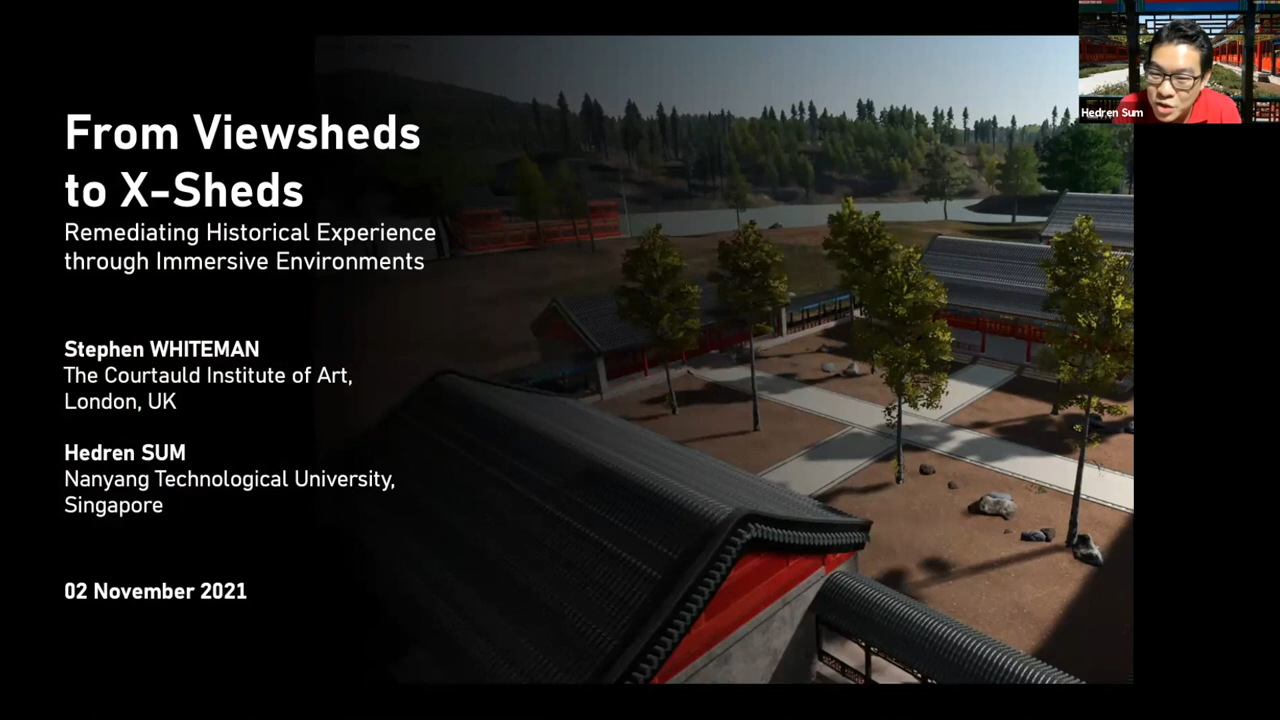 From Viewsheds
to X-Sheds
Remediating Historical Experience
through Immersive Environments
Stephen WHITEMAN
The Courtauld Institute of Art,
London, UK
Hedren SUM
Nanyang Technological University,
Singapore
02 November 2021
Hedren Sum